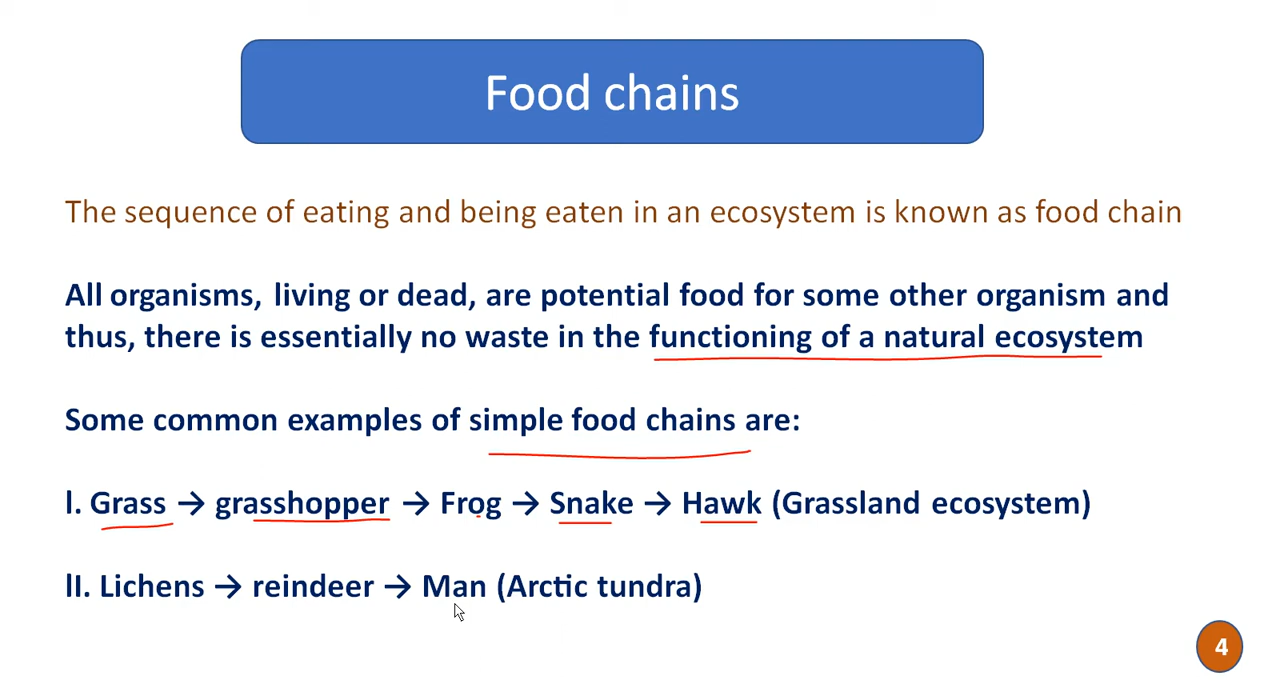 Food chains
The sequence of eating and being eaten in an ecosystem is known as food chain
All organisms, living or dead, are potential food for some other organism and
thus, there is essentially no waste in the functioning of a natural ecosystem
Some common examples of simple food chains are:
l. Grass → grasshopper → Frog → Snake → Hawk (Grassland ecosystem)
lI. Lichens → reindeer → Man (Arctic tundra)
4